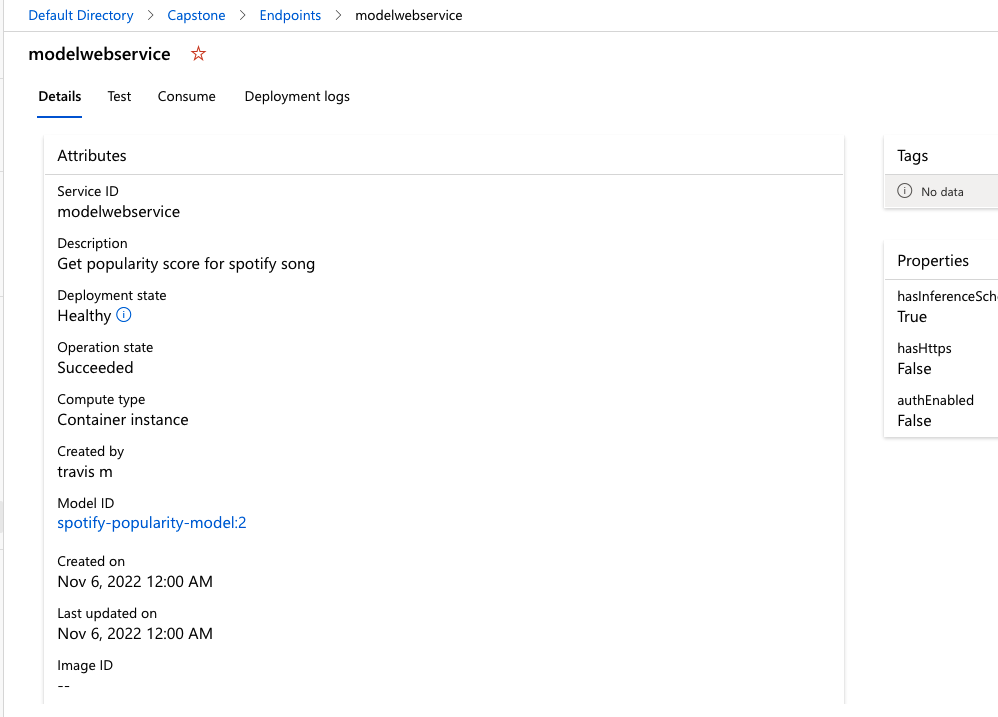 Default Directory > Capstone > Endpoints > modelwebservice
modelwebservice
Details Test Consume Deployment logs
Attributes
Service ID
modelwebservice
Description
Get popularity score for spotify song
Deployment state
Healthy
Operation state
Succeeded
Compute type
Container instance
Created by
travis m
Model ID
spotify-popularity-model:2
Created on
Nov 6, 2022 12:00 AM
Last updated on
Nov 6, 2022 12:00 AM
Image ID
--
Tags
No data
Properties
hasInferenceSch
True
hasHttps
False
authEnabled
False